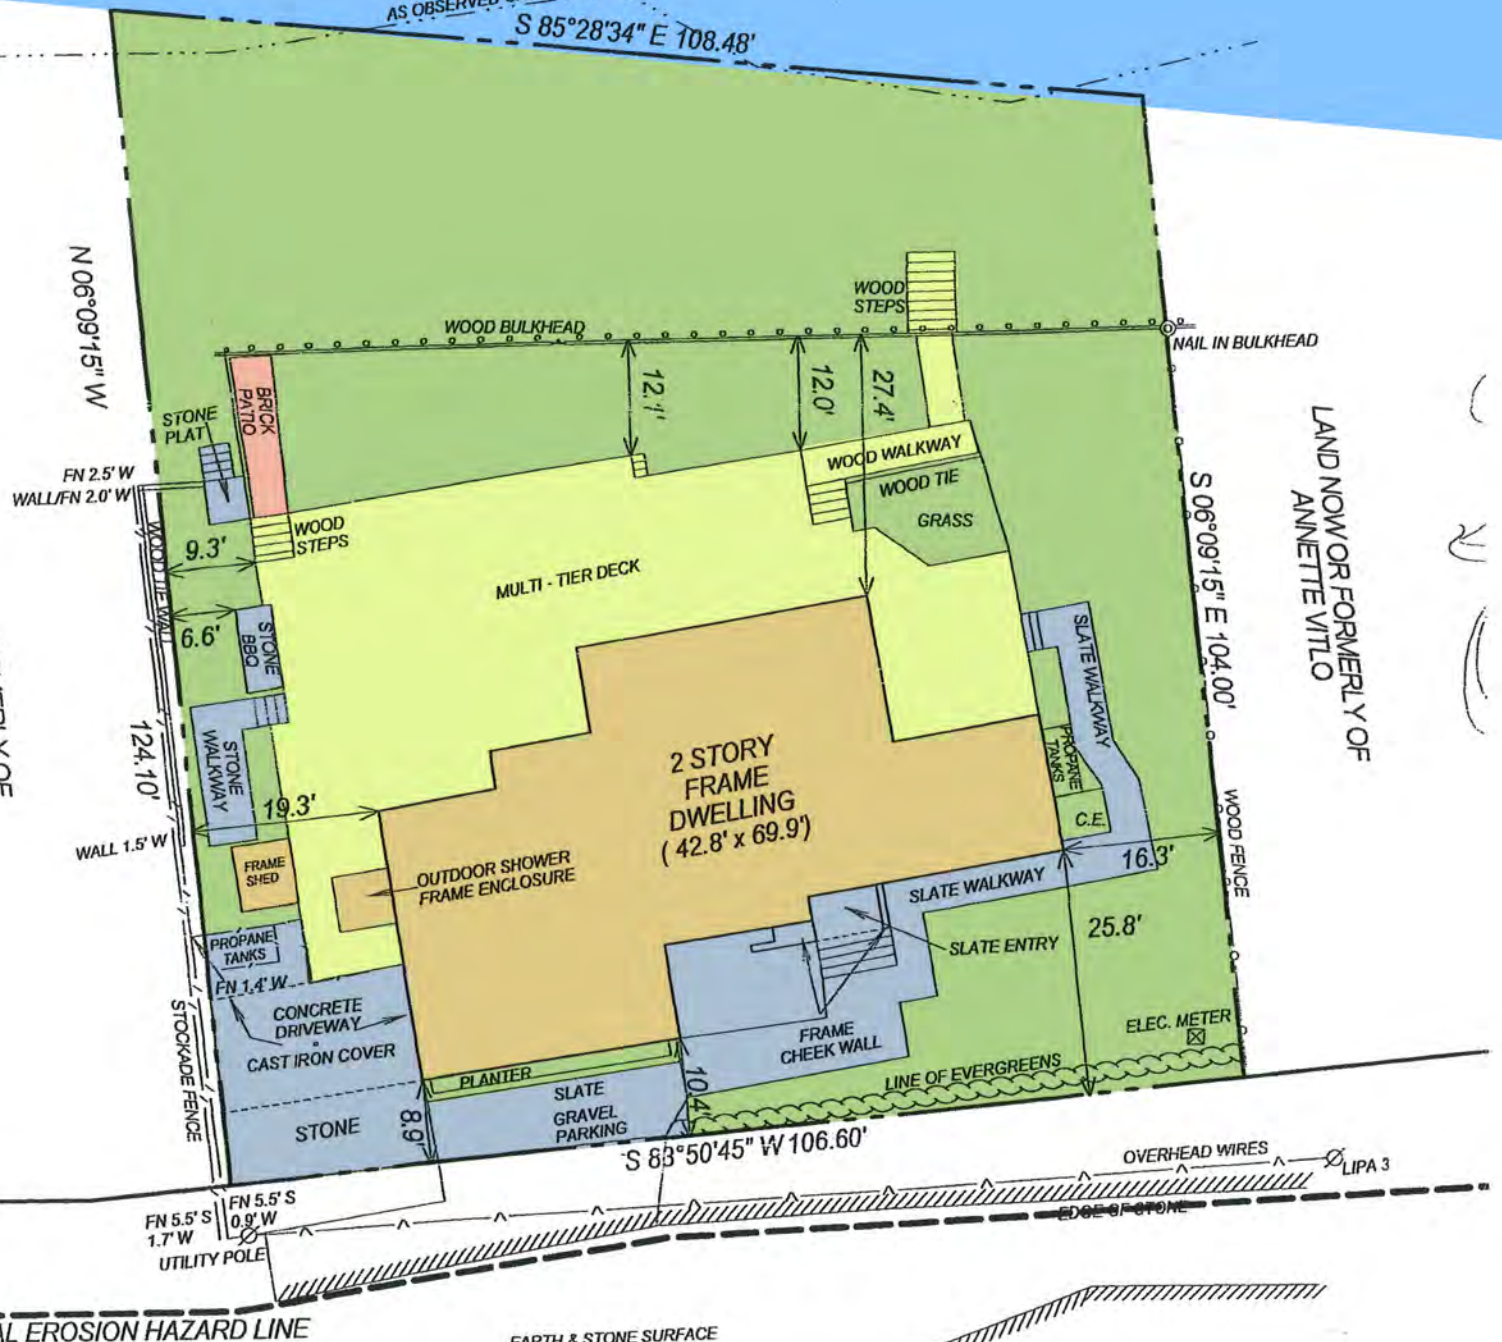 AS OBSERVED
S 85°28'34" E 108.48'
N 06°09'15" W
WOOD
STEPS
WOOD BULKHEAD
NAIL IN BULKHEAD
12.1'
12.0'
27.4'
BRICK
PATIO
STONE
PLAT
LAND NOW OR FORMERLY OF
ANNETTE VITLO
FN 2.5' W
WALL/FN 2.0' W
WOOD WALKWAY
WOOD TIE
GRASS
WOOD
STEPS
S 06°09'15" E 104.00'
WOOD TIE WALL
9.3'
MULTI - TIER DECK
6.6'
STONE
BBQ
SLATE WALKWAY
124.10'
STONE
WALKWAY
2 STORY
FRAME
DWELLING
( 42.8' x 69.9')
PROPANE
TANKS
19.3'
WOOD FENCE
C.E.
WALL 1.5' W
16.3'
FRAME
SHED
OUTDOOR SHOWER
FRAME ENCLOSURE
SLATE WALKWAY
25.8'
SLATE ENTRY
PROPANE
TANKS
FN 1.4' W
CONCRETE
DRIVEWAY
CAST IRON COVER
STOCKADE FENCE
FRAME
CHEEK WALL
ELEC. METER
LINE OF EVERGREENS
PLANTER
SLATE
GRAVEL
PARKING
10.4'
8.9'
STONE
S 83°50'45" W 106.60'
OVERHEAD WIRES
LIPA 3
FN 5.5' S
0.9' W
FN 5.5' S
1.7' W
UTILITY POLE
EDGE OF STONE
EROSION HAZARD LINE
EARTH & STONE SURFACE